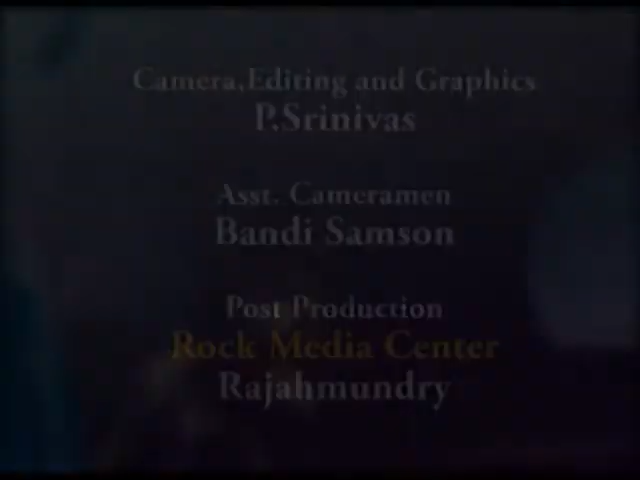 Camera,Editing and Graphics
P.Srinivas
Asst. Cameramen
Bandi Samson
Post Production
Rock Media Center
Rajahmundry